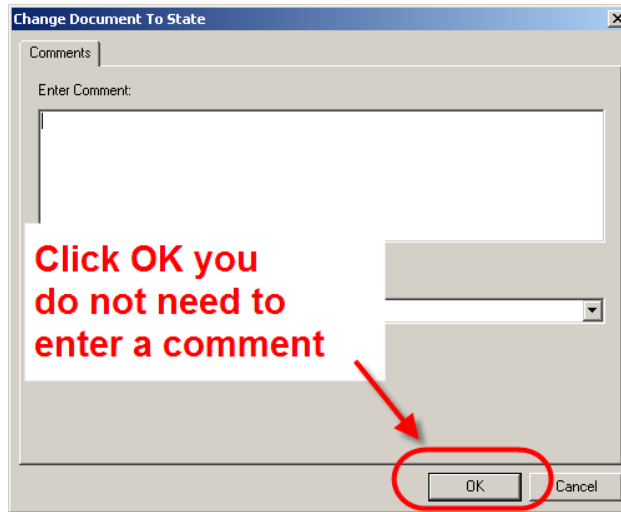 Change Document To State
Comments
Enter Comment:
Click OK you
do not need to
enter a comment
OK
Cancel